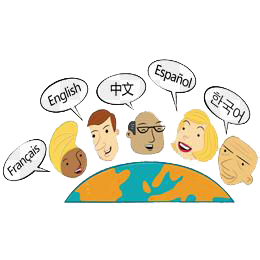 Français
English
中文
Español
한국어